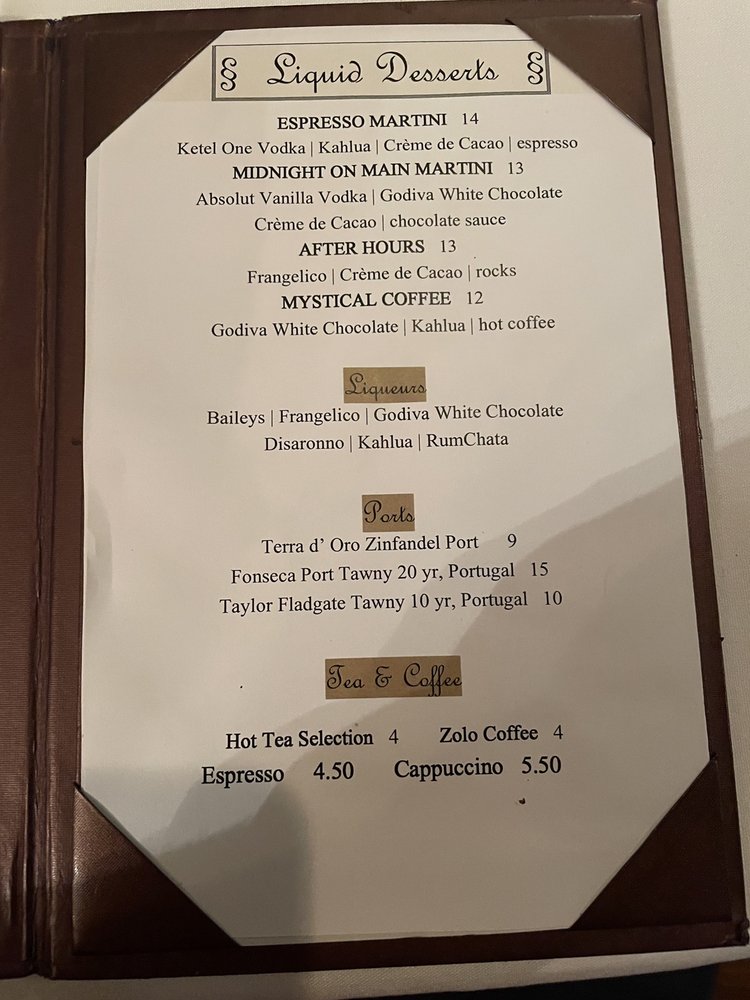 § Liquid Desserts §
ESPRESSO MARTINI 14
Ketel One Vodka | Kahlua | Crème de Cacao | espresso
MIDNIGHT ON MAIN MARTINI 13
Absolut Vanilla Vodka | Godiva White Chocolate
Crème de Cacao | chocolate sauce
AFTER HOURS 13
Frangelico | Crème de Cacao | rocks
MYSTICAL COFFEE 12
Godiva White Chocolate | Kahlua | hot coffee
Liqueurs
Baileys | Frangelico | Godiva White Chocolate
Disaronno | Kahlua | RumChata
Ports
Terra d' Oro Zinfandel Port 9
Fonseca Port Tawny 20 yr, Portugal 15
Taylor Fladgate Tawny 10 yr, Portugal 10
Tea & Coffee
Hot Tea Selection 4 Zolo Coffee 4
Espresso 4.50 Cappuccino 5.50